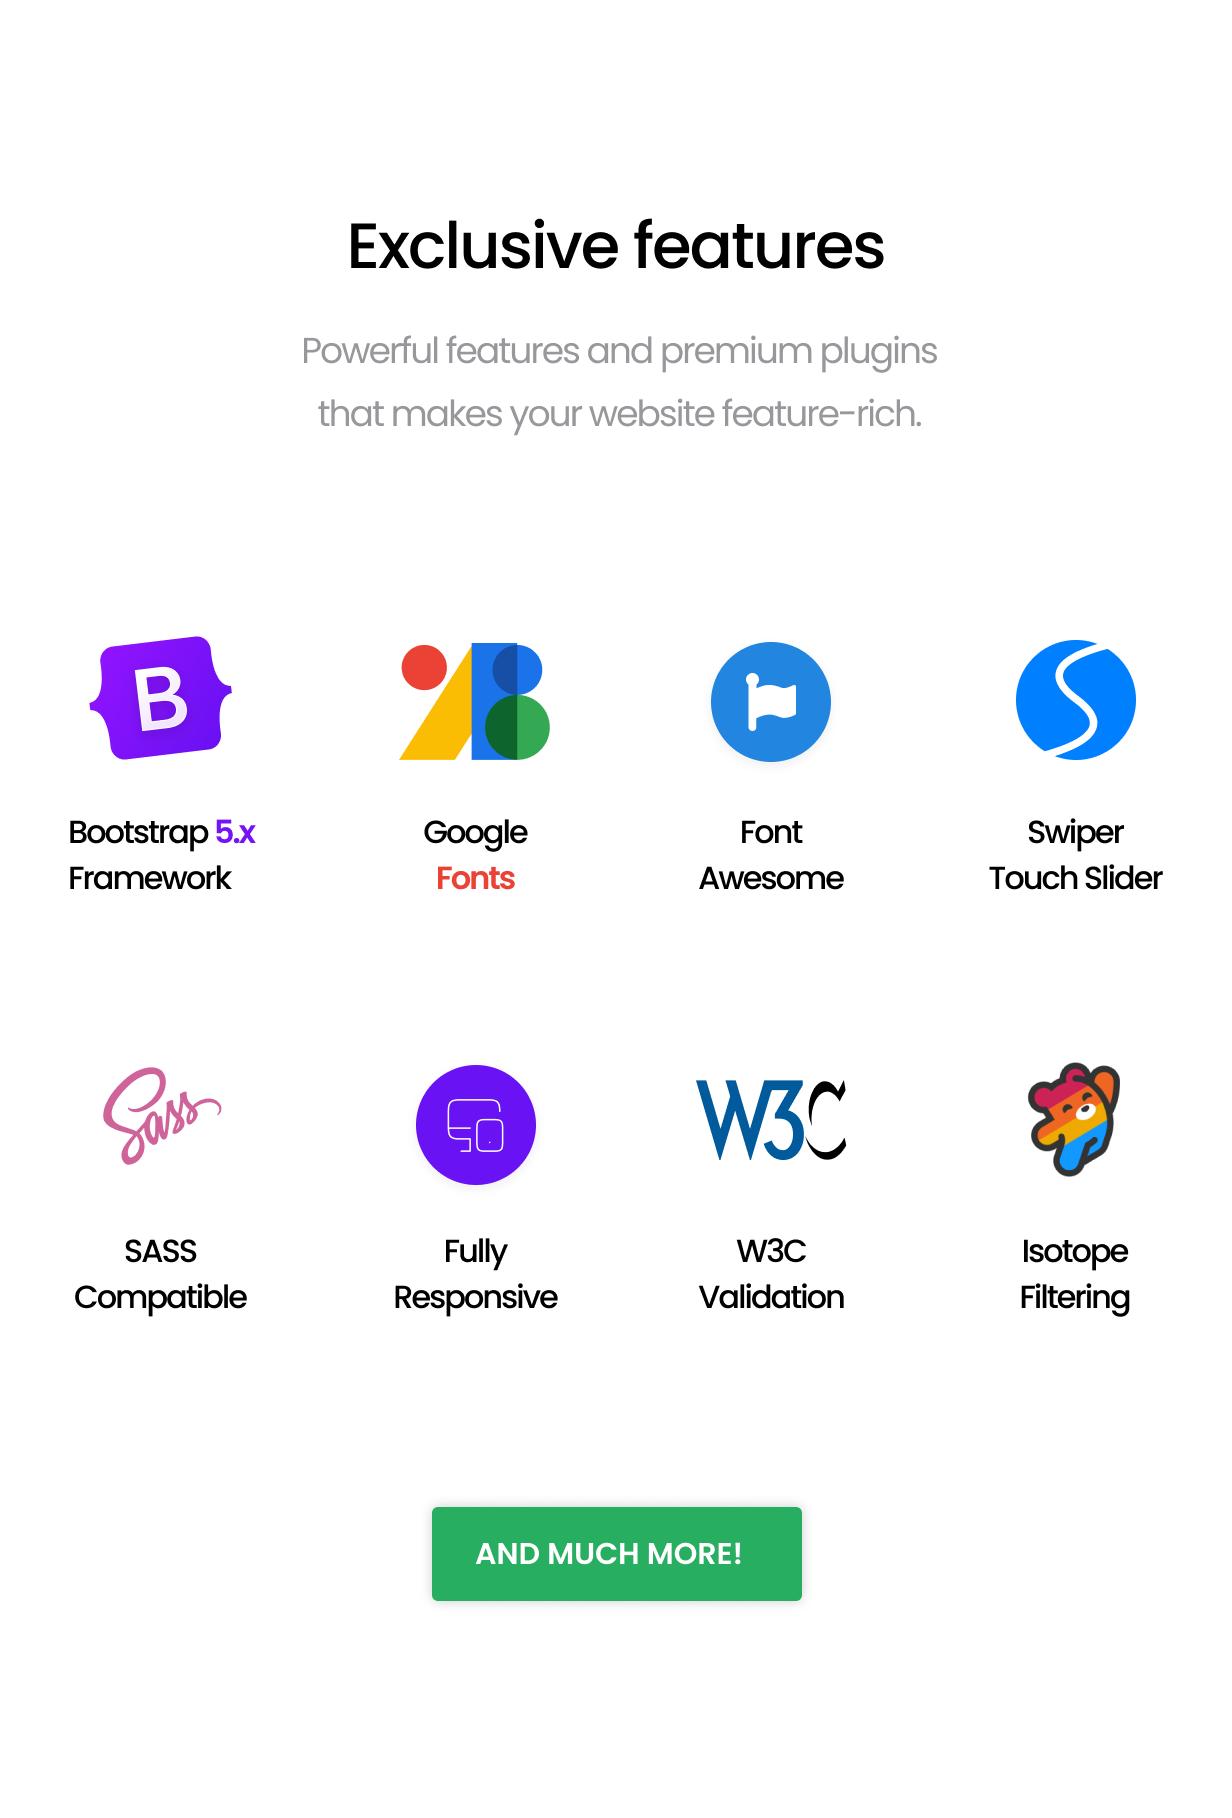 Exclusive features
Powerful features and premium plugins
that makes your website feature-rich.
B
Bootstrap 5.x
Framework
Google
Fonts
Font
Awesome
Swiper
Touch Slider
Sass
SASS
Compatible
Fully
Responsive
W3C
W3C
Validation
Isotope
Filtering
AND MUCH MORE!